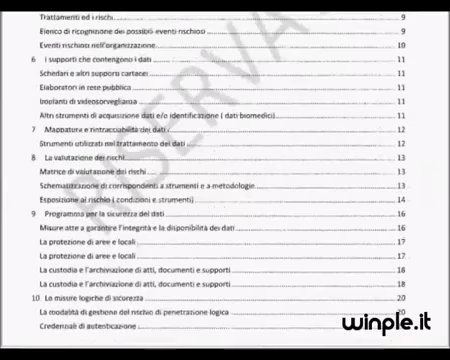 Trattamenti ed i rischi 9
Elenco di ricognizione dei possibili eventi rischiosi 9
Eventi rischiosi nell'organizzazione 10
6 I supporti che contengono i dati 11
Schedari e altri supporti cartacei 11
Elaboratori in rete pubblica 11
Impianti di videosorveglianza 11
Altri strumenti di acquisizione dati e/o identificazione ( dati biomedici) 11
7 Mappatura e rintracciabilità dei dati 12
Strumenti utilizzati nel trattamento dei dati 12
8 La valutazione dei rischi 13
Matrice di valutazione dei rischi 13
Schematizzazione di corrispondenti a strumenti e a metodologie 13
Esposizione al rischio ( condizioni e strumenti) 14
9 Programma per la sicurezza dei dati 16
Misure atte a garantire l'integrità e la disponibilità dei dati 16
La protezione di aree e locali 17
La protezione di aree e locali 17
La custodia e l'archiviazione di atti, documenti e supporti 18
La custodia e l'archiviazione di atti, documenti e supporti 18
10 Le misure logiche di sicurezza 20
La modalità di gestione del rischio di penetrazione logica 20
Credenziali di autenticazione
RISERVA
winple.it